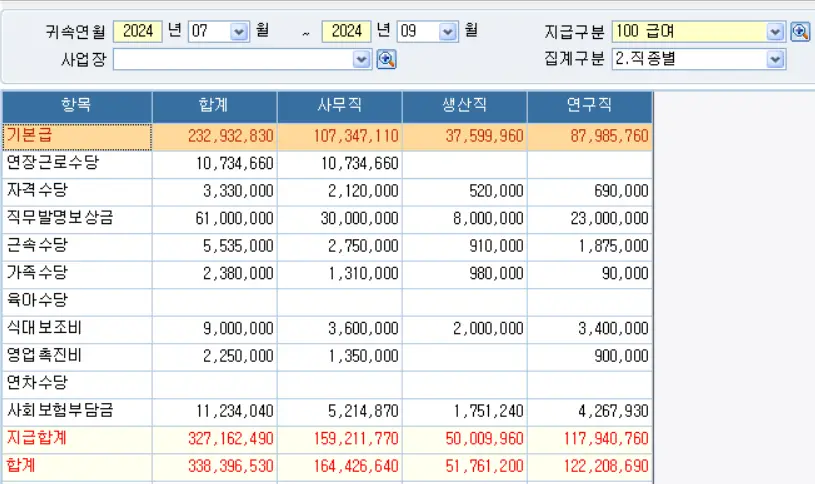 귀속연월 2024 년 07 월 ~ 2024 년 09 월 지급구분 100 급여
사업장 집계구분 2.직종별
항목 합계 사무직 생산직 연구직
기본급 232,932,830 107,347,110 37,599,960 87,985,760
연장근로수당 10,734,660 10,734,660
자격수당 3,330,000 2,120,000 520,000 690,000
직무발명보상금 61,000,000 30,000,000 8,000,000 23,000,000
근속수당 5,535,000 2,750,000 910,000 1,875,000
가족수당 2,380,000 1,310,000 980,000 90,000
육아수당
식대보조비 9,000,000 3,600,000 2,000,000 3,400,000
영업촉진비 2,250,000 1,350,000 900,000
연차수당
사회보험부담금 11,234,040 5,214,870 1,751,240 4,267,930
지급합계 327,162,490 159,211,770 50,009,960 117,940,760
합계 338,396,530 164,426,640 51,761,200 122,208,690